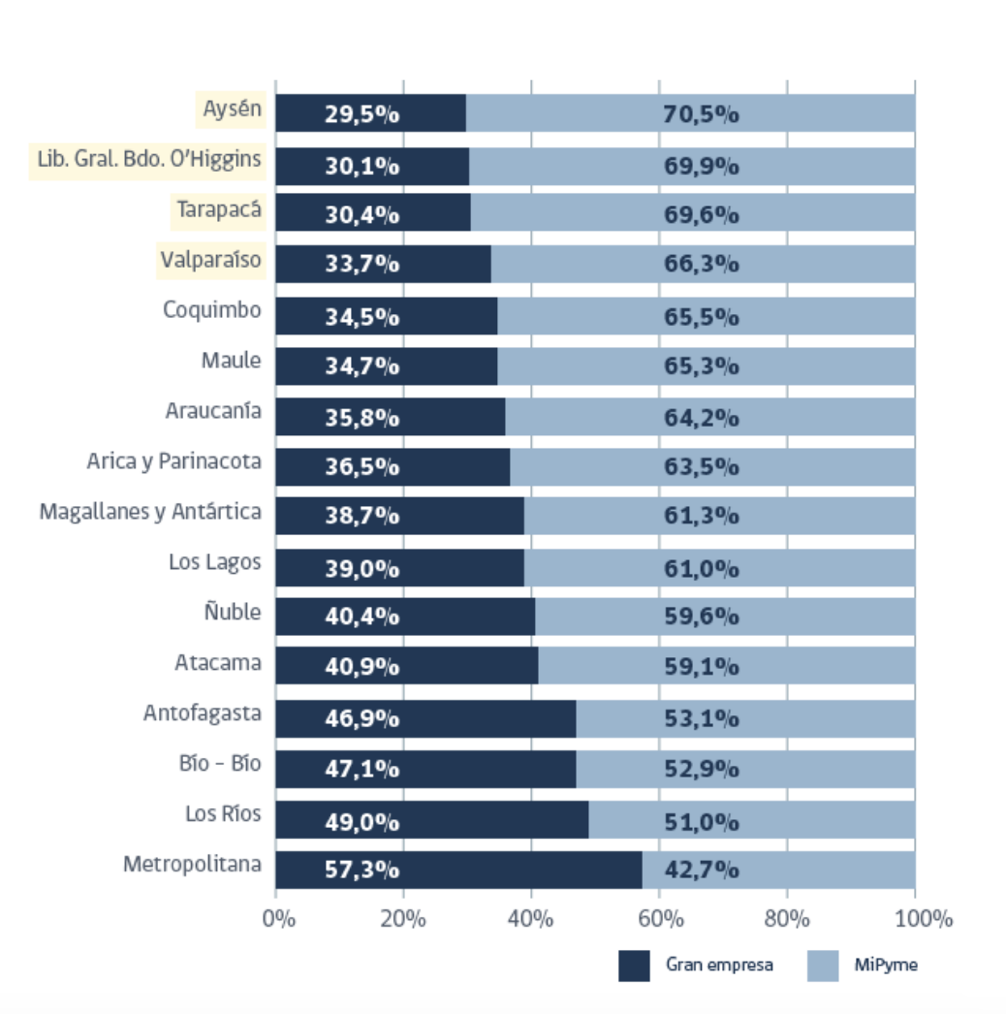 Aysén 29,5% 70,5%
Lib. Gral. Bdo. O'Higgins 30,1% 69,9%
Tarapacá 30,4% 69,6%
Valparaíso 33,7% 66,3%
Coquimbo 34,5% 65,5%
Maule 34,7% 65,3%
Araucanía 35,8% 64,2%
Arica y Parinacota 36,5% 63,5%
Magallanes y Antártica 38,7% 61,3%
Los Lagos 39,0% 61,0%
Ñuble 40,4% 59,6%
Atacama 40,9% 59,1%
Antofagasta 46,9% 53,1%
Bío - Bío 47,1% 52,9%
Los Ríos 49,0% 51,0%
Metropolitana 57,3% 42,7%
0% 20% 40% 60% 80% 100%
Gran empresa MiPyme